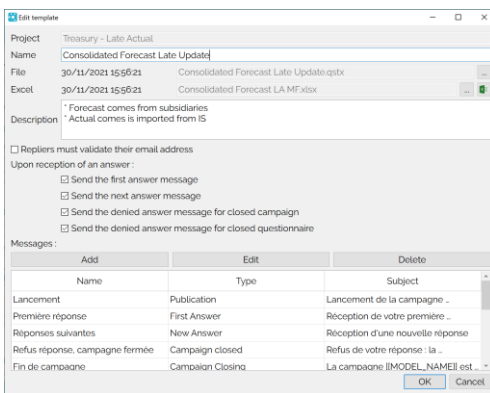 Edit template
Project Treasury - Late Actual
Name Consolidated Forecast Late Update
File 30/11/2021 15:56:21 Consolidated Forecast Late Update.qstx ...
Excel 30/11/2021 15:56:21 Consolidated Forecast LA MF.xlsx ...
* Forecast comes from subsidiaries
Description * Actual comes is imported from IS
Repliers must validate their email address
Upon reception of an answer :
Send the first answer message
Send the next answer message
Send the denied answer message for closed campaign
Send the denied answer message for closed questionnaire
Messages :
Add Edit Delete
Name Type Subject
Lancement Publication Lancement de la campagne ...
Première réponse First Answer Réception de votre première ...
Réponses suivantes New Answer Réception d'une nouvelle réponse
Refus réponse, campagne fermée Campaign closed Refus de votre réponse : la ...
Fin de campagne Campaign Closing La campagne [[MODEL_NAME]] est ...
OK Cancel